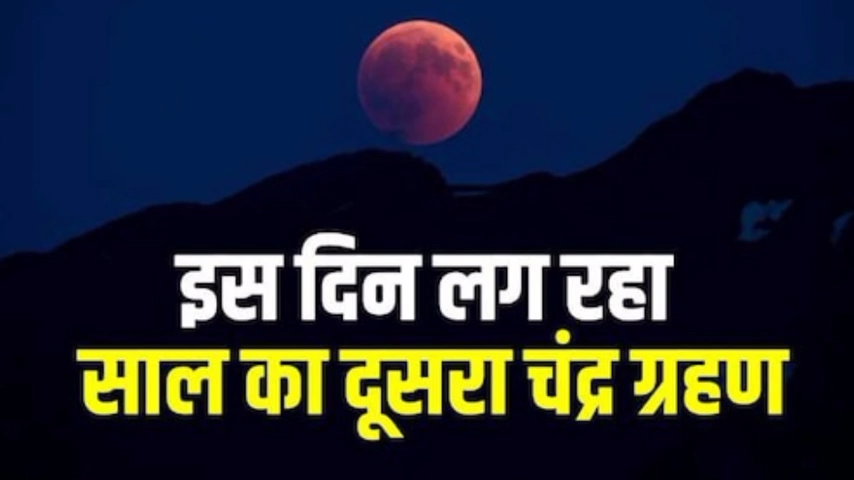 इस दिन लग रहा
साल का दूसरा चंद्र ग्रहण